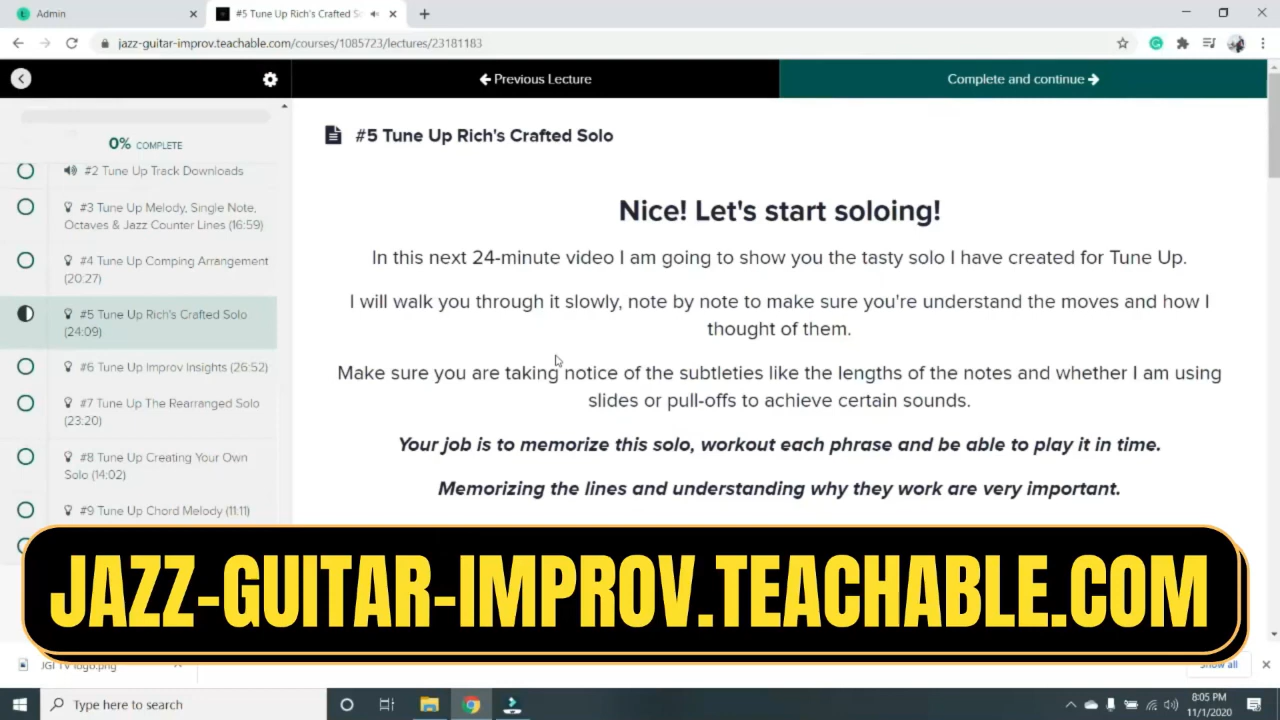 Admin
#5 Tune Up Rich's Crafted So
jazz-guitar-improv.teachable.com/courses/1085723/lectures/23181183
Previous Lecture
Complete and continue
0% COMPLETE
#2 Tune Up Track Downloads
#3 Tune Up Melody, Single Note,
Octaves & Jazz Counter Lines (16:59)
#4 Tune Up Comping Arrangement
(20:27)
#5 Tune Up Rich's Crafted Solo
(24:09)
#6 Tune Up Improv Insights (26:52)
#7 Tune Up The Rearranged Solo
(23:20)
#8 Tune Up Creating Your Own
Solo (14:02)
#9 Tune Up Chord Melody (11:11)
#5 Tune Up Rich's Crafted Solo
Nice! Let's start soloing!
In this next 24-minute video I am going to show you the tasty solo I have created for Tune Up.
I will walk you through it slowly, note by note to make sure you're understand the moves and how I
thought of them.
Make sure you are taking notice of the subtleties like the lengths of the notes and whether I am using
slides or pull-offs to achieve certain sounds.
Your job is to memorize this solo, workout each phrase and be able to play it in time.
Memorizing the lines and understanding why they work are very important.
JAZZ-GUITAR-IMPROV.TEACHABLE.COM
JGI TV logo.png
Show all
Type here to search
8:05 PM
11/1/2020